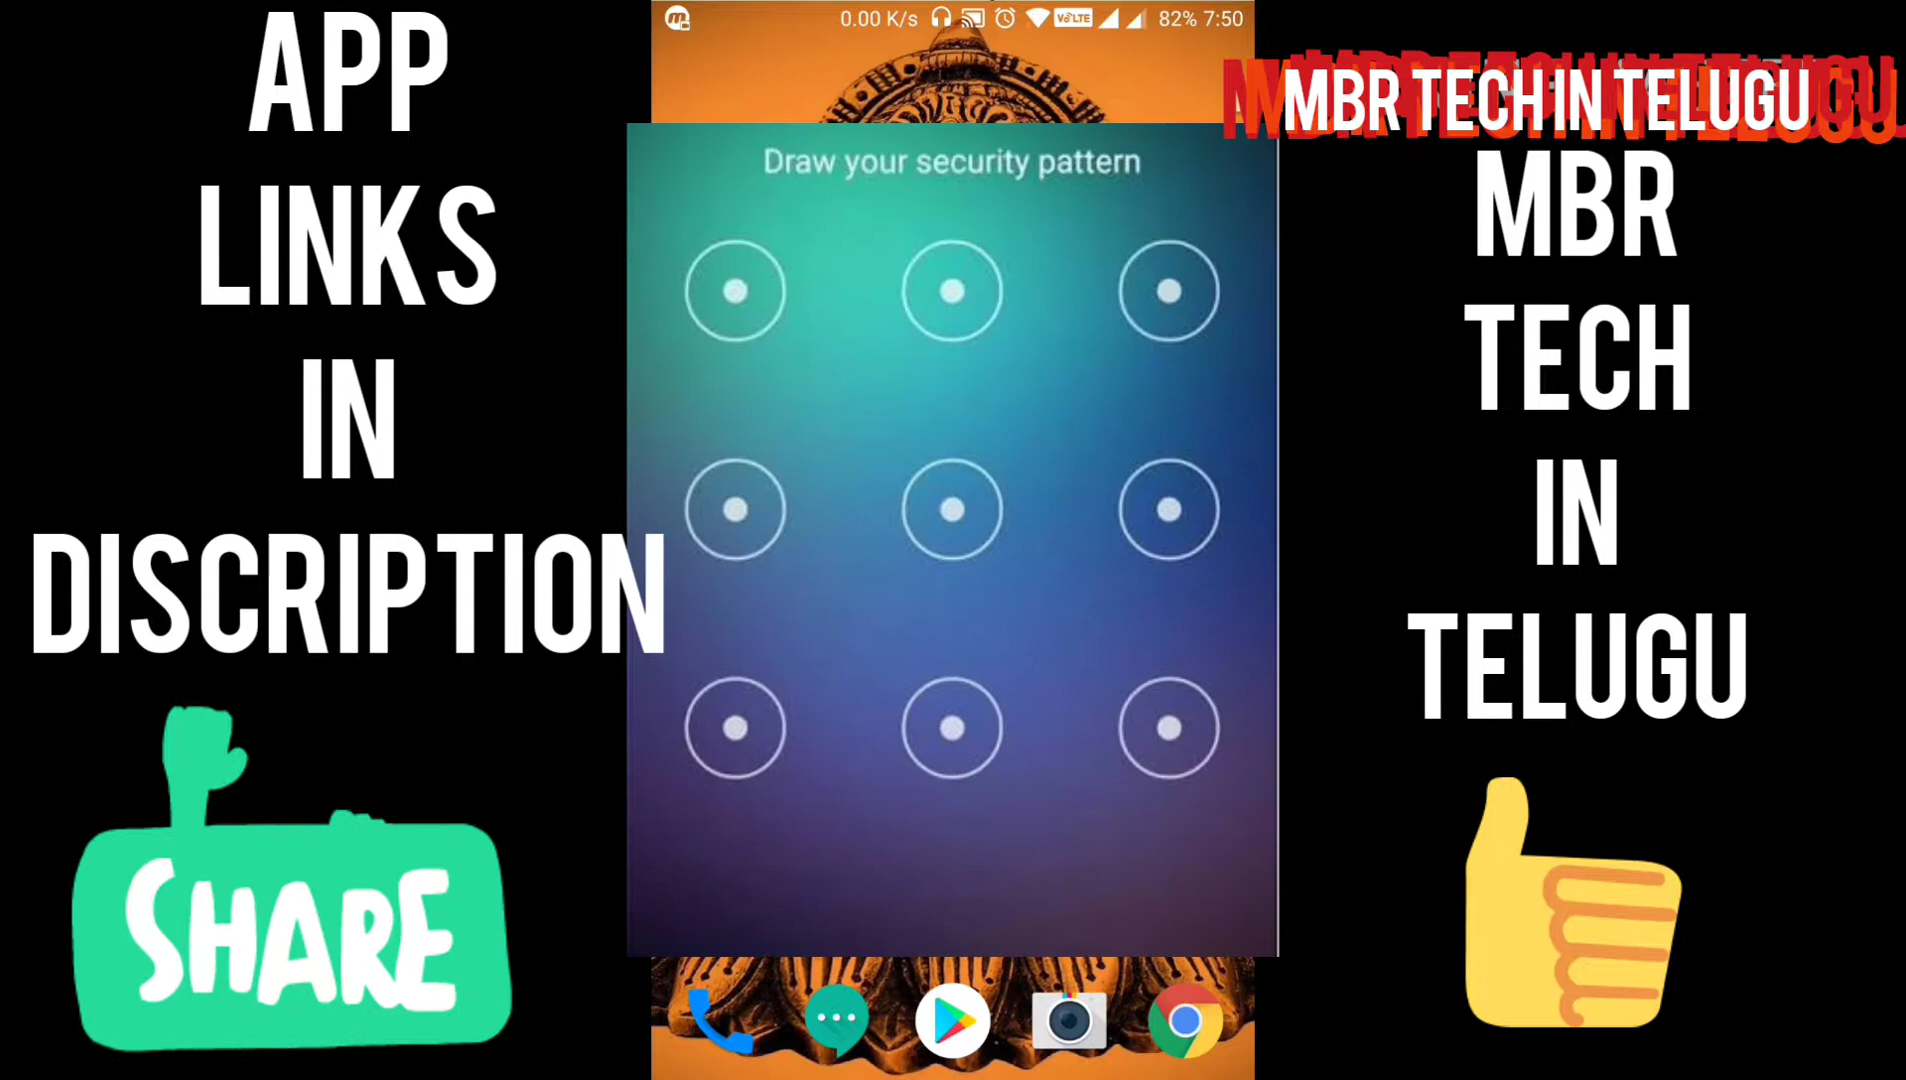 APP
LINKS
IN
DISCRIPTION
SHARE
0.00 K/s VoLTE 82% 7:50
Draw your security pattern
MBR TECH IN TELUGU
MBR
TECH
IN
TELUGU